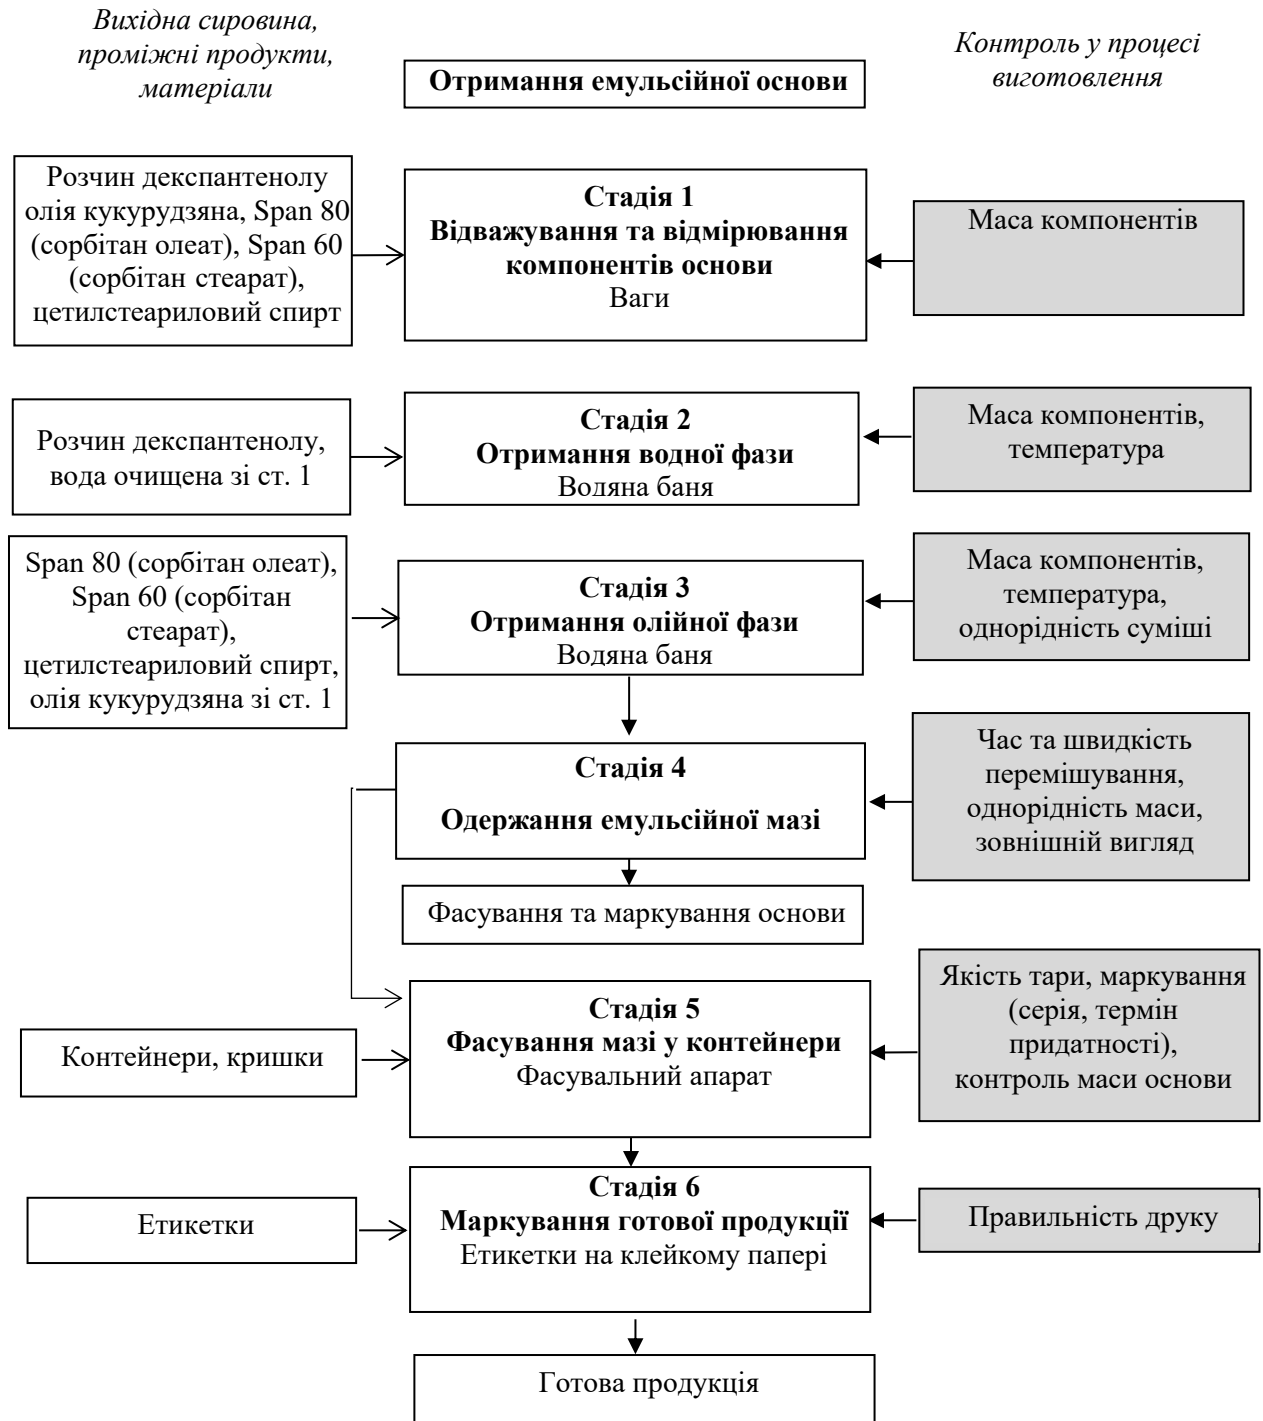 Вихідна сировина,
проміжні продукти,
матеріали
Отримання емульсійної основи
Контроль у процесі
виготовлення
Розчин декспантенолу
олія кукурудзяна, Span 80
(сорбітан олеат), Span 60
(сорбітан стеарат),
цетилстеариловий спирт
Стадія 1
Відважування та відмірювання
компонентів основи
Ваги
Маса компонентів
Розчин декспантенолу,
вода очищена зі ст. 1
Стадія 2
Отримання водної фази
Водяна баня
Маса компонентів,
температура
Span 80 (сорбітан олеат),
Span 60 (сорбітан
стеарат),
цетилстеариловий спирт,
олія кукурудзяна зі ст. 1
Стадія 3
Отримання олійної фази
Водяна баня
Маса компонентів,
температура,
однорідність суміші
Стадія 4
Одержання емульсійної мазі
Час та швидкість
перемішування,
однорідність маси,
зовнішній вигляд
Фасування та маркування основи
Контейнери, кришки
Стадія 5
Фасування мазі у контейнери
Фасувальний апарат
Якість тари, маркування
(серія, термін
придатності),
контроль маси основи
Етикетки
Стадія 6
Маркування готової продукції
Етикетки на клейкому папері
Правильність друку
Готова продукція